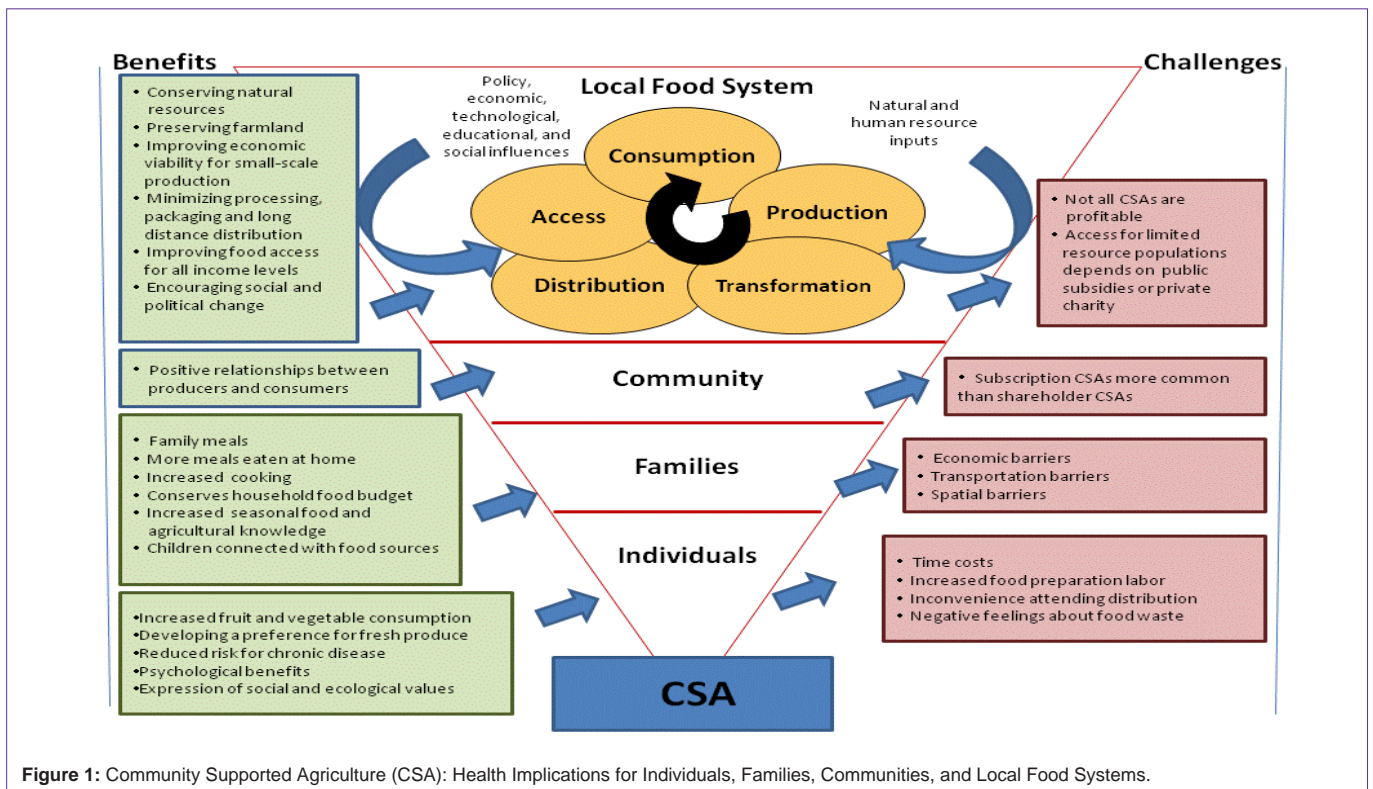 Benefits
• Conserving natural
resources
• Preserving farmland
• Improving economic
viability for small-scale
production
• Minimizing processing,
packaging and long
distance distribution
• Improving food access
for all income levels
• Encouraging social and
political change
• Positive relationships between
producers and consumers
• Family meals
• More meals eaten at home
• Increased cooking
• Conserves household food budget
• Increased seasonal food and
agricultural knowledge
• Children connected with food sources
•Increased fruit and vegetable consumption
•Developing a preference for fresh produce
•Reduced risk for chronic disease
•Psychological benefits
•Expression of social and ecological values
Policy,
economic,
technological,
educational, and
social influences
Local Food System
Natural and
human resource
inputs
Consumption
Access
Production
Distribution
Transformation
Community
Families
Individuals
CSA
Challenges
• Not all CSAs are
profitable
• Access for limited
resource populations
depends on public
subsidies or private
charity
• Subscription CSAs more common
than shareholder CSAs
• Economic barriers
• Transportation barriers
• Spatial barriers
• Time costs
• Increased food preparation labor
• Inconvenience attending distribution
• Negative feelings about food waste
Figure 1: Community Supported Agriculture (CSA): Health Implications for Individuals, Families, Communities, and Local Food Systems.